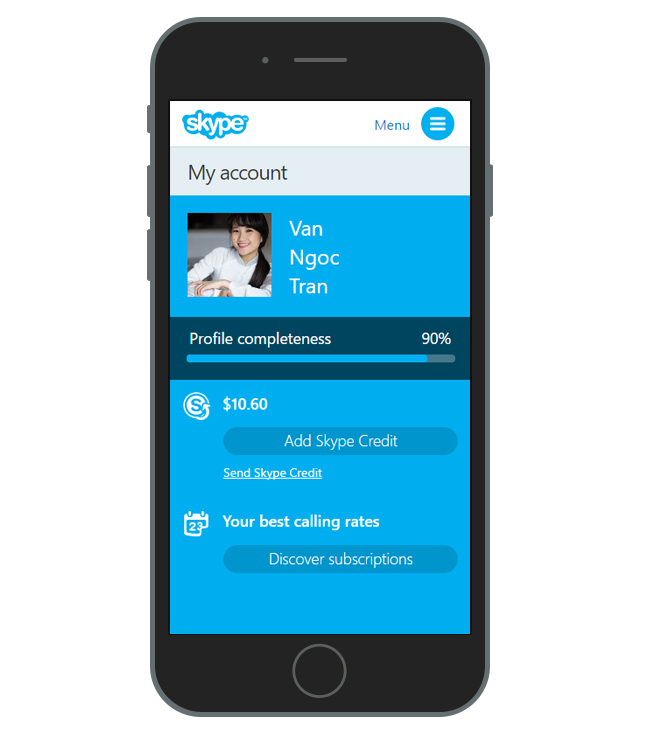 skype
Menu
My account
Van
Ngoc
Tran
Profile completeness 90%
$10.60
Add Skype Credit
Send Skype Credit
23
Your best calling rates
Discover subscriptions